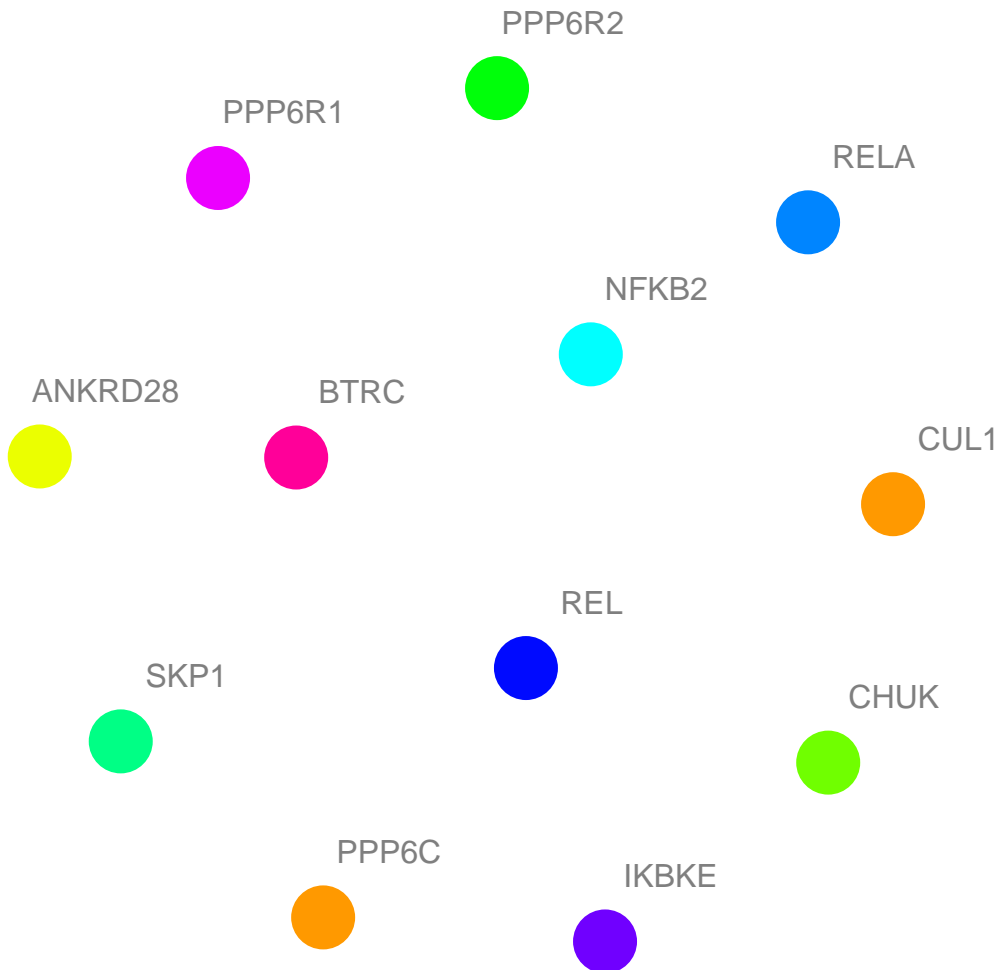 PPP6R2
PPP6R1
RELA
NFKB2
ANKRD28
BTRC
CUL1
REL
SKP1
CHUK
PPP6C
IKBKE